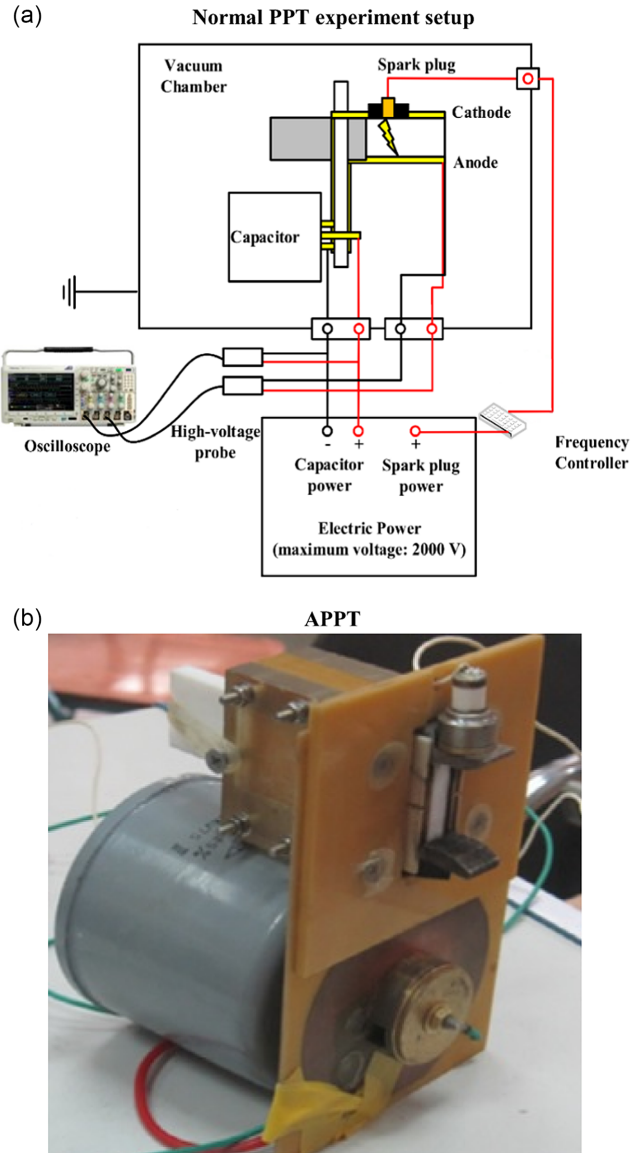 (a)
Normal PPT experiment setup
Vacuum
Chamber
Spark plug
Cathode
Anode
Capacitor
Oscilloscope
High-voltage
probe
- +
+
Capacitor
power
Spark plug
power
Frequency
Controller
Electric Power
(maximum voltage: 2000 V)
(b)
APPT